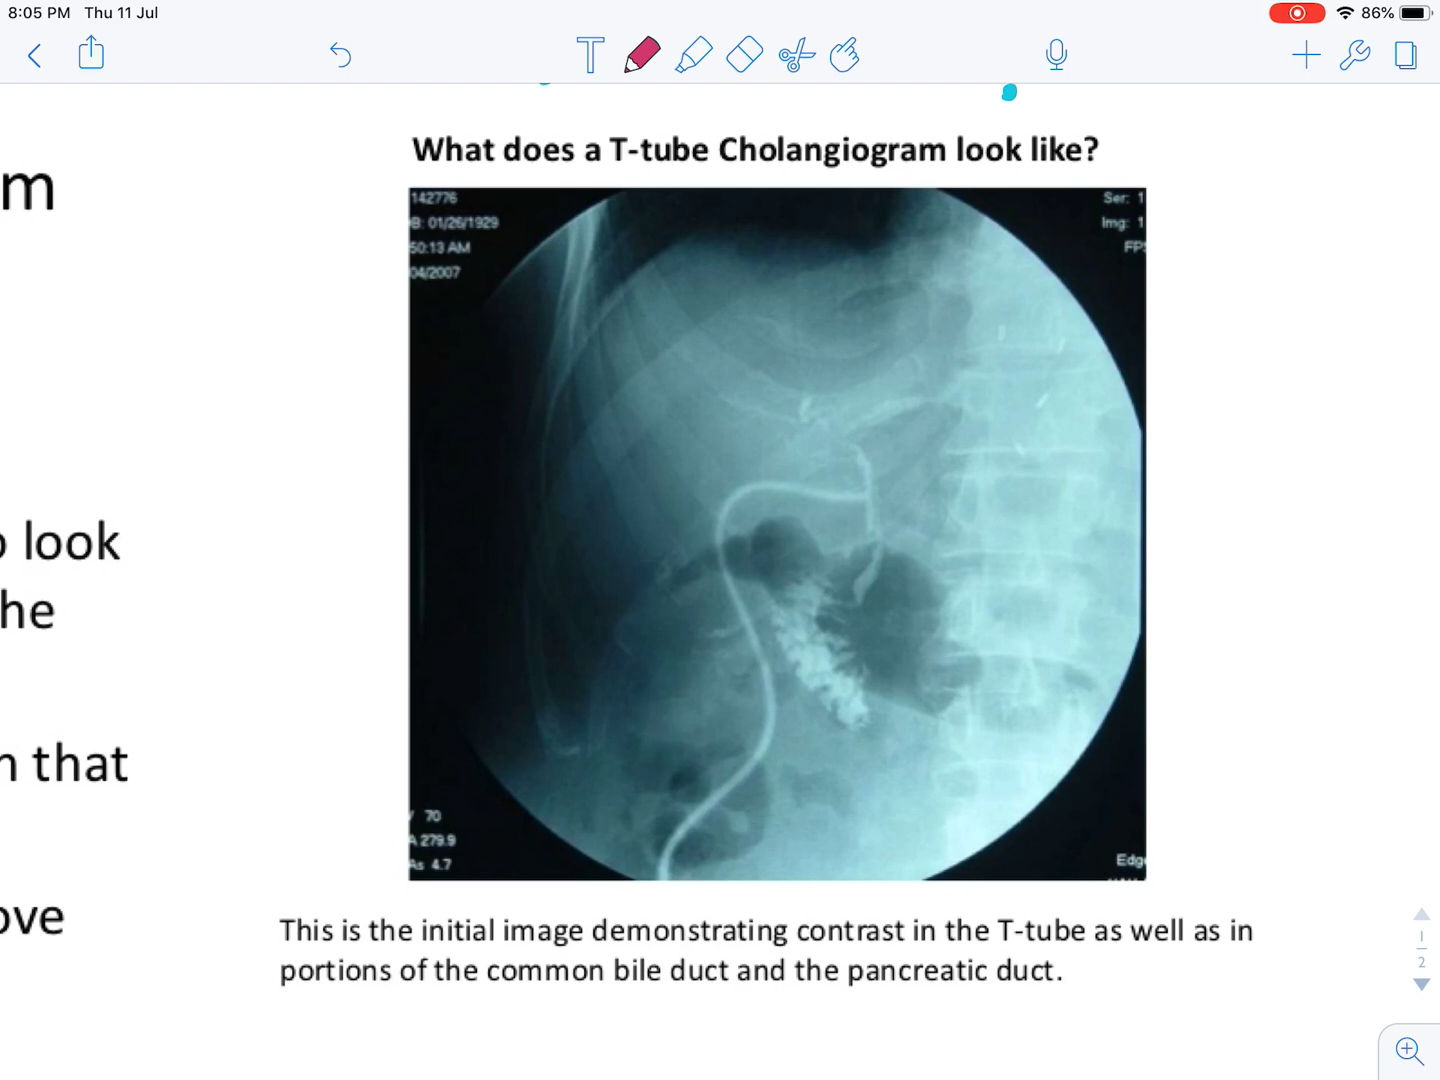 8:05 PM Thu 11 Jul
86%
T
What does a T-tube Cholangiogram look like?
m
142776
B: 01/26/1929
50:13 AM
04/2007
Ser: 1
Img: 1
FPS
o look
he
n that
70
A 279.9
As 4.7
Edge
ove
This is the initial image demonstrating contrast in the T-tube as well as in
portions of the common bile duct and the pancreatic duct.
1
2